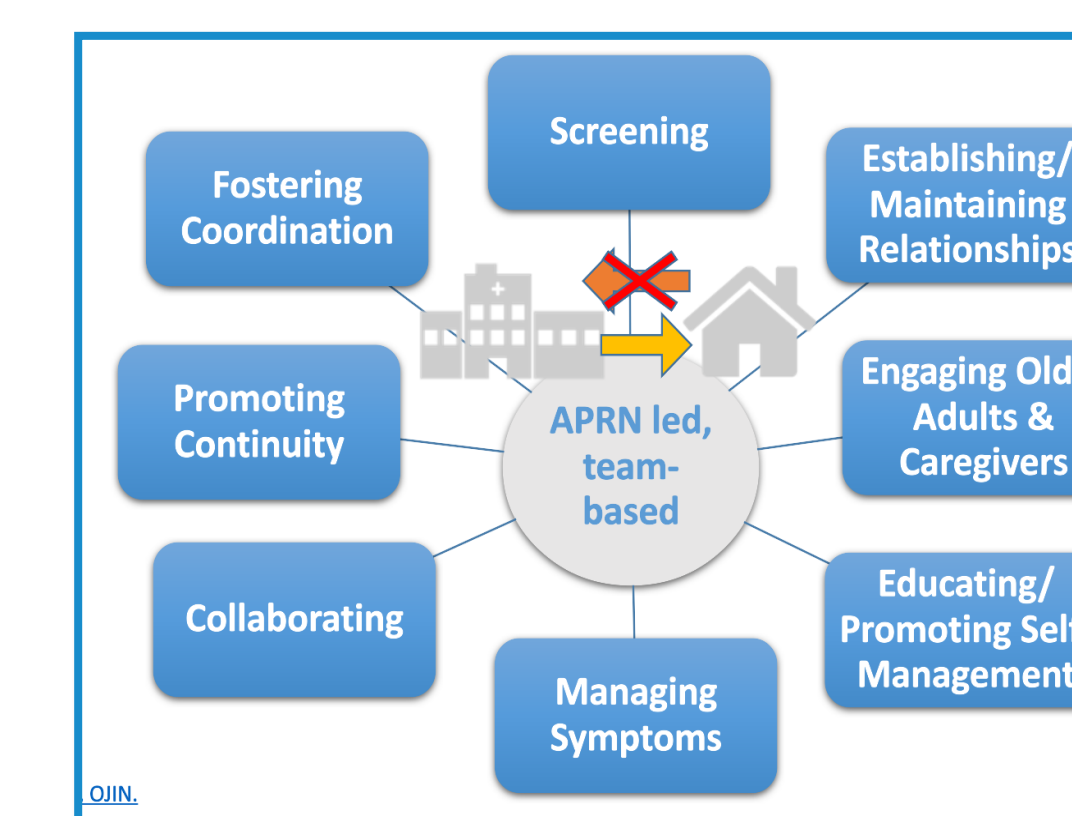 Screening
Fostering
Coordination
Establishing/
Maintaining
Relationships
Promoting
Continuity
APRN led,
team-
based
Engaging Old
Adults &
Caregivers
Collaborating
Managing
Symptoms
Educating/
Promoting Self
Management
OJIN.